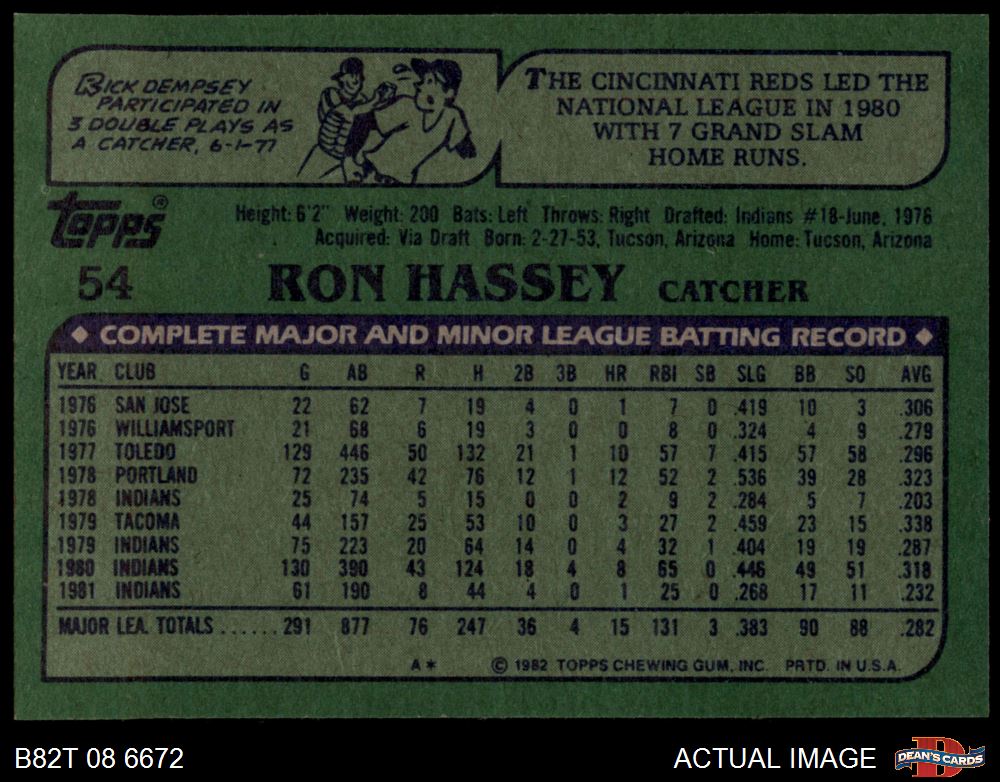 RICK DEMPSEY
PARTICIPATED IN
3 DOUBLE PLAYS AS
A CATCHER, 6-1-77
THE CINCINNATI REDS LED THE
NATIONAL LEAGUE IN 1980
WITH 7 GRAND SLAM
HOME RUNS.
topps®
Height: 6'2" Weight: 200 Bats: Left Throws: Right Drafted: Indians #18-June, 1976
Acquired: Via Draft Born: 2-27-53, Tucson, Arizona Home: Tucson, Arizona
54 RON HASSEY CATCHER
◆ COMPLETE MAJOR AND MINOR LEAGUE BATTING RECORD ◆
YEAR CLUB G AB R H 2B 3B HR RBI SB SLG BB SO AVG
1976 SAN JOSE 22 62 7 19 4 0 1 7 0 .419 10 3 .306
1976 WILLIAMSPORT 21 68 6 19 3 0 0 8 0 .324 4 9 .279
1977 TOLEDO 129 446 50 132 21 1 10 57 7 .415 57 58 .296
1978 PORTLAND 72 235 42 76 12 1 12 52 2 .536 39 28 .323
1978 INDIANS 25 74 5 15 0 0 2 9 2 .284 5 7 .203
1979 TACOMA 44 157 25 53 10 0 3 27 2 .459 23 15 .338
1979 INDIANS 75 223 20 64 14 0 4 32 1 .404 19 19 .287
1980 INDIANS 130 390 43 124 18 4 8 65 0 .446 49 51 .318
1981 INDIANS 61 190 8 44 4 0 1 25 0 .268 17 11 .232
MAJOR LEA. TOTALS ...... 291 877 76 247 36 4 15 131 3 .383 90 88 .282
A* © 1982 TOPPS CHEWING GUM, INC. PRTD. IN U.S.A.
B82T 08 6672
ACTUAL IMAGE
D
DEAN'S CARDS